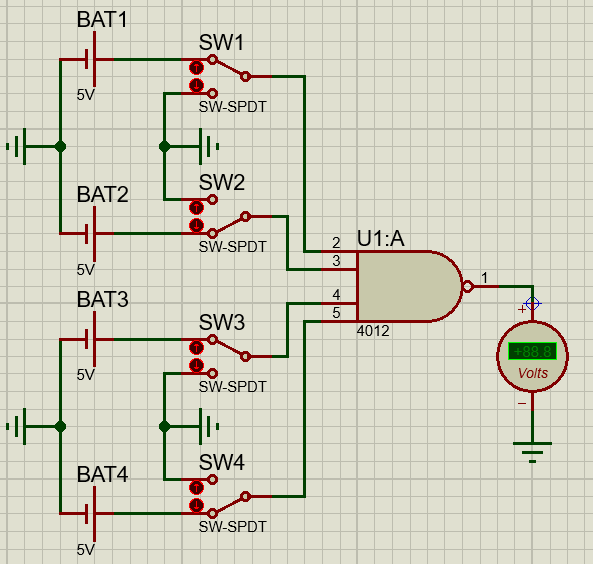 BAT1
5V
SW1
SW-SPDT
BAT2
5V
SW2
SW-SPDT
U1:A
2
3
4
5
1
4012
BAT3
5V
SW3
SW-SPDT
BAT4
5V
SW4
SW-SPDT
+
+88.8
Volts
−